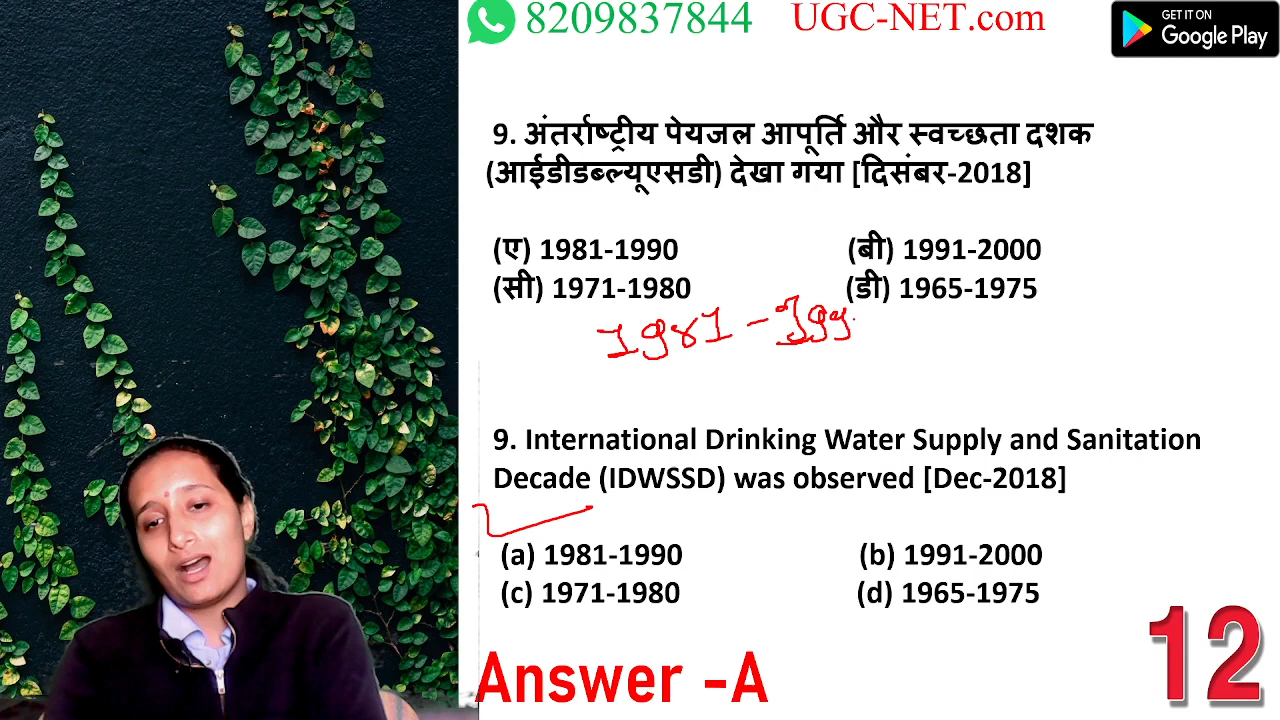 8209837844 UGC-NET.com GET IT ON Google Play
9. अंतर्राष्ट्रीय पेयजल आपूर्ति और स्वच्छता दशक
(आईडीडब्ल्यूएसडी) देखा गया [दिसंबर-2018]
(ए) 1981-1990 (बी) 1991-2000
(सी) 1971-1980 (डी) 1965-1975
1981 - 199
9. International Drinking Water Supply and Sanitation
Decade (IDWSSD) was observed [Dec-2018]
(a) 1981-1990 (b) 1991-2000
(c) 1971-1980 (d) 1965-1975
Answer -A
12